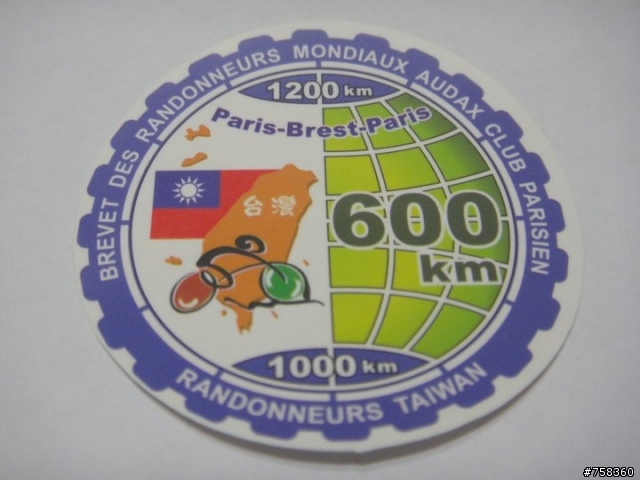 BREVET DES RANDONNEURS MONDIAUX AUDAX CLUB PARISIEN
1200 km
Paris-Brest-Paris
台灣
600
km
1000 km
RANDONNEURS TAIWAN
#758360